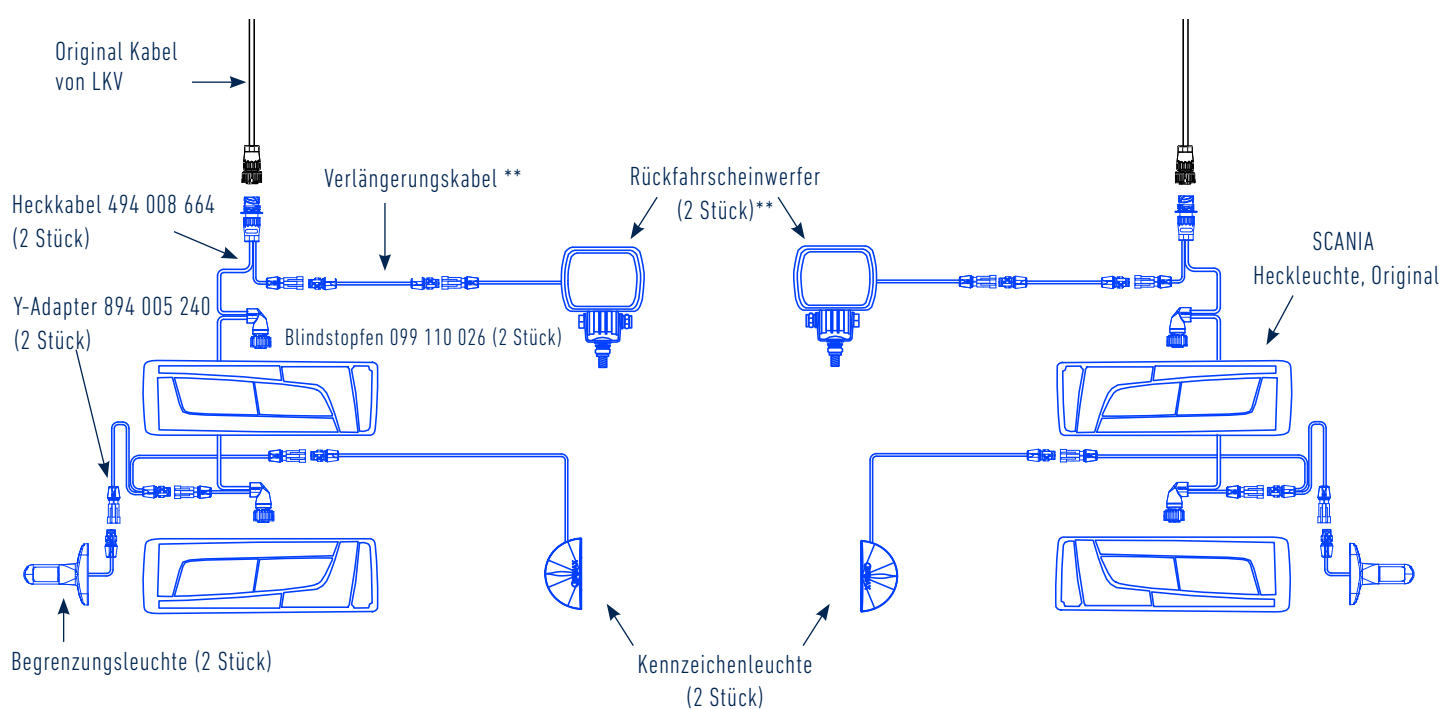 Original Kabel
von LKV
Verlängerungskabel **
Rückfahrscheinwerfer
(2 Stück)**
Heckkabel 494 008 664
(2 Stück)
SCANIA
Heckleuchte, Original
Y-Adapter 894 005 240
(2 Stück)
Blindstopfen 099 110 026 (2 Stück)
Begrenzungsleuchte (2 Stück)
Kennzeichenleuchte
(2 Stück)